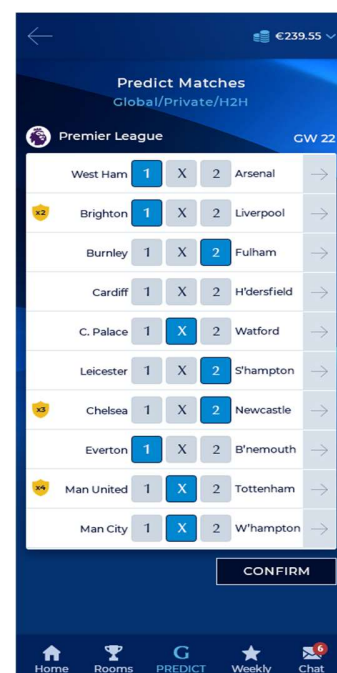 €239.55
Predict Matches
Global/Private/H2H
Premier League GW 22
West Ham 1 X 2 Arsenal
x2 Brighton 1 X 2 Liverpool
Burnley 1 X 2 Fulham
Cardiff 1 X 2 H'dersfield
C. Palace 1 X 2 Watford
Leicester 1 X 2 S'hampton
x3 Chelsea 1 X 2 Newcastle
Everton 1 X 2 B'nemouth
x4 Man United 1 X 2 Tottenham
Man City 1 X 2 W'hampton
CONFIRM
6
Home Rooms G PREDICT Weekly Chat